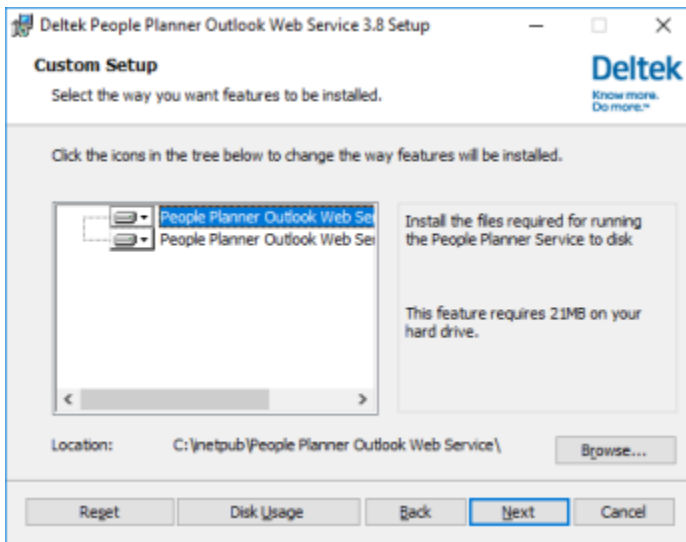 Deltek People Planner Outlook Web Service 3.8 Setup
Custom Setup
Select the way you want features to be installed.
Deltek
Know more.
Do more.™
Click the icons in the tree below to change the way features will be installed.
People Planner Outlook Web Se
People Planner Outlook Web Se
Install the files required for running
the People Planner Service to disk
This feature requires 21MB on your
hard drive.
Location:
C:\inetpub\People Planner Outlook Web Service\
Browse...
Reset
Disk Usage
Back
Next
Cancel